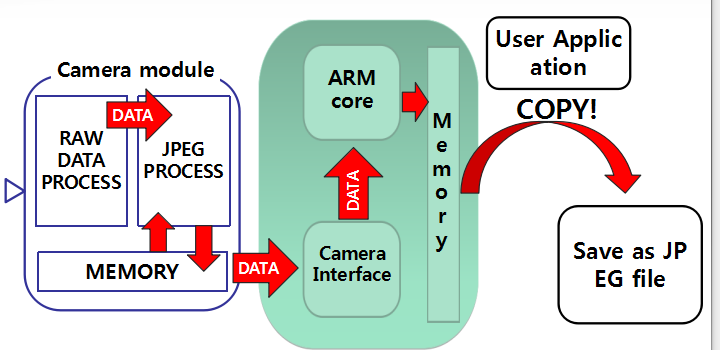 Camera module
RAW
DATA
PROCESS
DATA
JPEG
PROCESS
MEMORY
DATA
ARM
core
DATA
Camera
Interface
M
e
m
o
r
y
User Applic
ation
COPY!
Save as JP
EG file